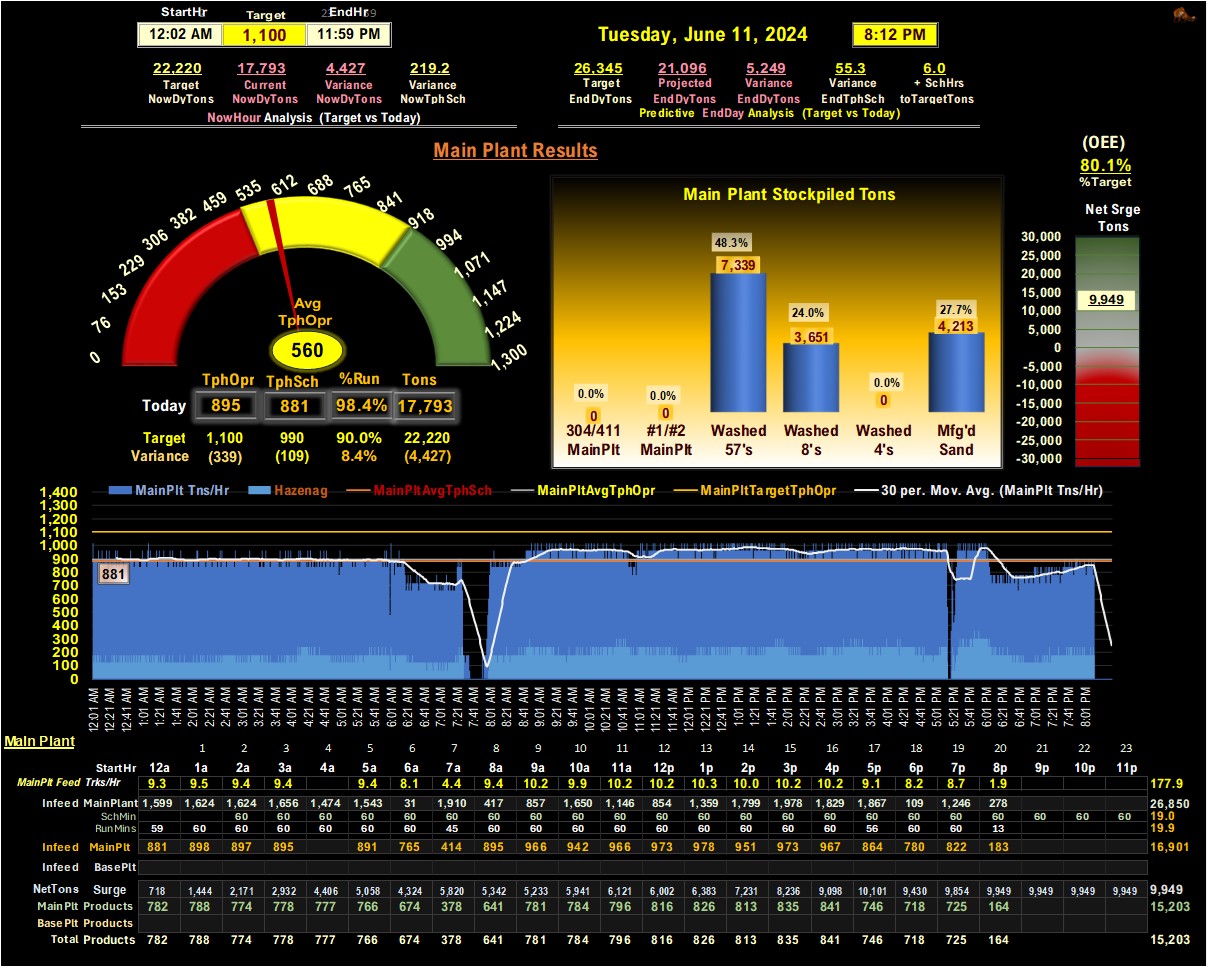 StartHr Target EndHr
12:02 AM 1,100 11:59 PM
Tuesday, June 11, 2024 8:12 PM
22,220 17,793 4,427 219.2
Target Current Variance Variance
NowDyTons NowDyTons NowDyTons NowTphSch
NowHour Analysis (Target vs Today)
26,345 21,096 5,249 55.3 6.0
Target Projected Variance Variance + SchHrs
EndDyTons EndDyTons EndDyTons EndTphSch toTargetTons
Predictive EndDay Analysis (Target vs Today)
Main Plant Results
(OEE)
80.1%
%Target
Net Srge
Tons
30,000
25,000
20,000
15,000
10,000
5,000
0
-5,000
-10,000
-15,000
-20,000
-25,000
-30,000
9,949
0 76 153 229 306 382 459 535 612 688 765 841 918 994 1,071 1,147 1,224 1,300
Avg
TphOpr
560
TphOpr TphSch %Run Tons
Today 895 881 98.4% 17,793
Target 1,100 990 90.0% 22,220
Variance (339) (109) 8.4% (4,427)
Main Plant Stockpiled Tons
0.0% 0.0% 48.3% 24.0% 0.0% 27.7%
0 0 7,339 3,651 0 4,213
304/411 #1/#2 Washed Washed Washed Mfg'd
MainPlt MainPlt 57's 8's 4's Sand
MainPlt Tns/Hr Hazenag MainPltAvgTphSch MainPltAvgTphOpr MainPltTargetTphOpr 30 per. Mov. Avg. (MainPlt Tns/Hr)
1,400
1,300
1,200
1,100
1,000
900
800
700
600
500
400
300
200
100
0
881
12:01 AM 12:21 AM 12:41 AM 1:01 AM 1:21 AM 1:41 AM 2:01 AM 2:21 AM 2:41 AM 3:01 AM 3:21 AM 3:41 AM 4:01 AM 4:21 AM 4:41 AM 5:01 AM 5:21 AM 5:41 AM 6:01 AM 6:21 AM 6:41 AM 7:01 AM 7:21 AM 7:41 AM 8:01 AM 8:21 AM 8:41 AM 9:01 AM 9:21 AM 9:41 AM 10:01 AM 10:21 AM 10:41 AM 11:01 AM 11:21 AM 11:41 AM 12:01 PM 12:21 PM 12:41 PM 1:01 PM 1:21 PM 1:41 PM 2:01 PM 2:21 PM 2:41 PM 3:01 PM 3:21 PM 3:41 PM 4:01 PM 4:21 PM 4:41 PM 5:01 PM 5:21 PM 5:41 PM 6:01 PM 6:21 PM 6:41 PM 7:01 PM 7:21 PM 7:41 PM 8:01 PM
Main Plant
1 2 3 4 5 6 7 8 9 10 11 12 13 14 15 16 17 18 19 20 21 22 23
StartHr 12a 1a 2a 3a 4a 5a 6a 7a 8a 9a 10a 11a 12p 1p 2p 3p 4p 5p 6p 7p 8p 9p 10p 11p
MainPlt Feed Trks/Hr 9.3 9.5 9.4 9.4 9.4 8.1 4.4 9.4 10.2 9.9 10.2 10.2 10.3 10.0 10.2 10.2 9.1 8.2 8.7 1.9 177.9
Infeed MainPlant 1,599 1,624 1,624 1,656 1,474 1,543 31 1,910 417 857 1,650 1,146 854 1,359 1,799 1,978 1,829 1,867 109 1,246 278 26,850
SchMin 60 60 60 60 60 60 60 60 60 60 60 60 60 60 60 60 60 60 60 60 60 60 19.0
RunMins 59 60 60 60 60 60 60 45 60 60 60 60 60 60 60 60 60 56 60 60 13 19.9
Infeed MainPlt 881 898 897 895 891 765 414 895 966 942 966 973 978 951 973 967 864 780 822 183 16,901
Infeed BasePlt
NetTons Surge 718 1,444 2,171 2,932 4,406 5,058 4,324 5,820 5,342 5,233 5,941 6,121 6,002 6,383 7,231 8,236 9,098 10,101 9,430 9,854 9,949 9,949 9,949 9,949 9,949
MainPlt Products 782 788 774 778 777 766 674 378 641 781 784 796 816 826 813 835 841 746 718 725 164 15,203
BasePlt Products
Total Products 782 788 774 778 777 766 674 378 641 781 784 796 816 826 813 835 841 746 718 725 164 15,203